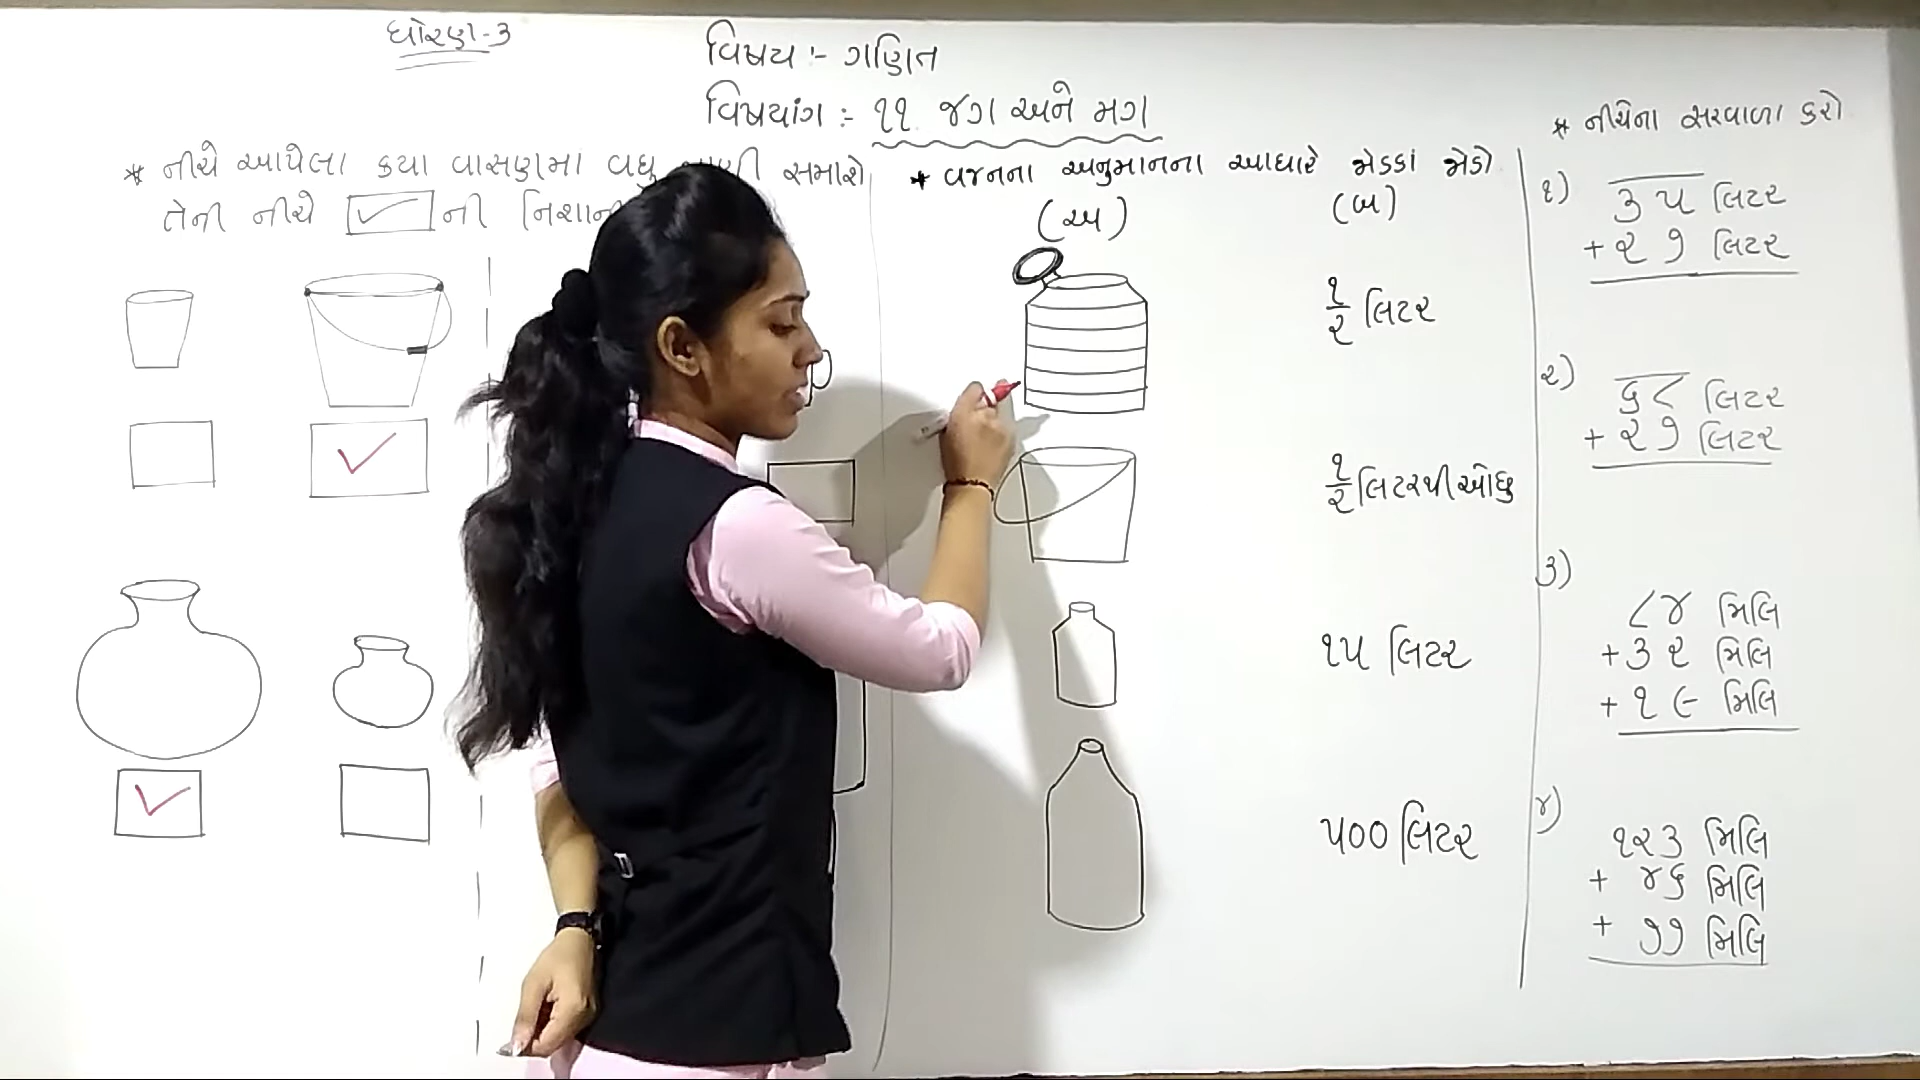 ધોરણ-૩
વિષય :- ગણિત
વિષયાંગ :- ૧૧. જગ અને મગ
* નીચે આપેલા કયા વાસણમા વધુ સમાશે
તેની નીચે ની
* વજનના અનુમાનના આધારે જોડકાં જોડો
(અ) (બ)
૧/૨ લિટર
૧/૨ લિટરથી ઓછુ
૧૫ લિટર
૫૦૦ લિટર
* નીચેના સરવાળા કરો
૧)
૩૫ લિટર
+ ૨૭ લિટર
૨)
૬૮ લિટર
+ ૨૭ લિટર
૩)
૮૪ મિલિ
+ ૩૨ મિલિ
+ ૧૯ મિલિ
૪)
૧૨૩ મિલિ
+ ૪૬ મિલિ
+ ૭૭ મિલિ